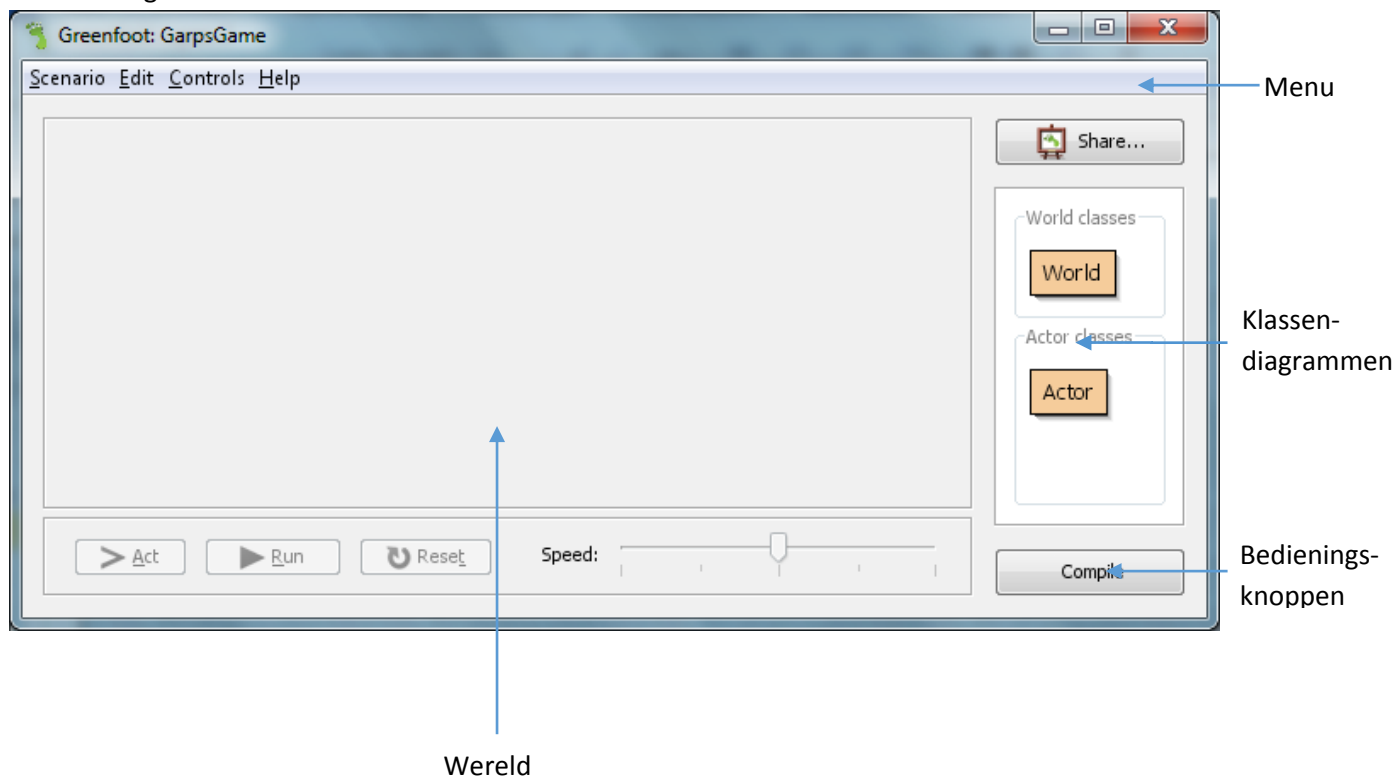 Greenfoot: GarpsGame
Scenario Edit Controls Help
Menu
Share...
World classes
World
Klassen-
diagrammen
Actor classes
Actor
Act Run Reset Speed:
Compile
Bedienings-
knoppen
Wereld